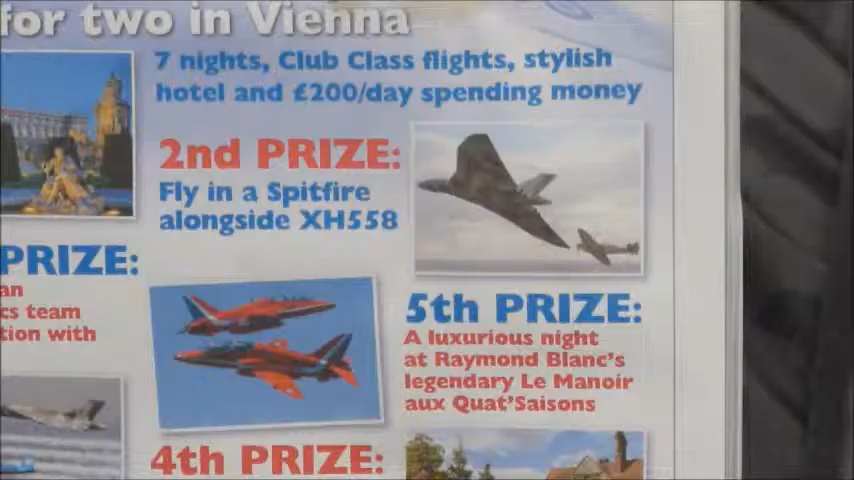 for two in Vienna
7 nights, Club Class flights, stylish
hotel and £200/day spending money
2nd PRIZE:
Fly in a Spitfire
alongside XH558
PRIZE:
an
cs team
tion with
5th PRIZE:
A luxurious night
at Raymond Blanc's
legendary Le Manoir
aux Quat'Saisons
4th PRIZE: